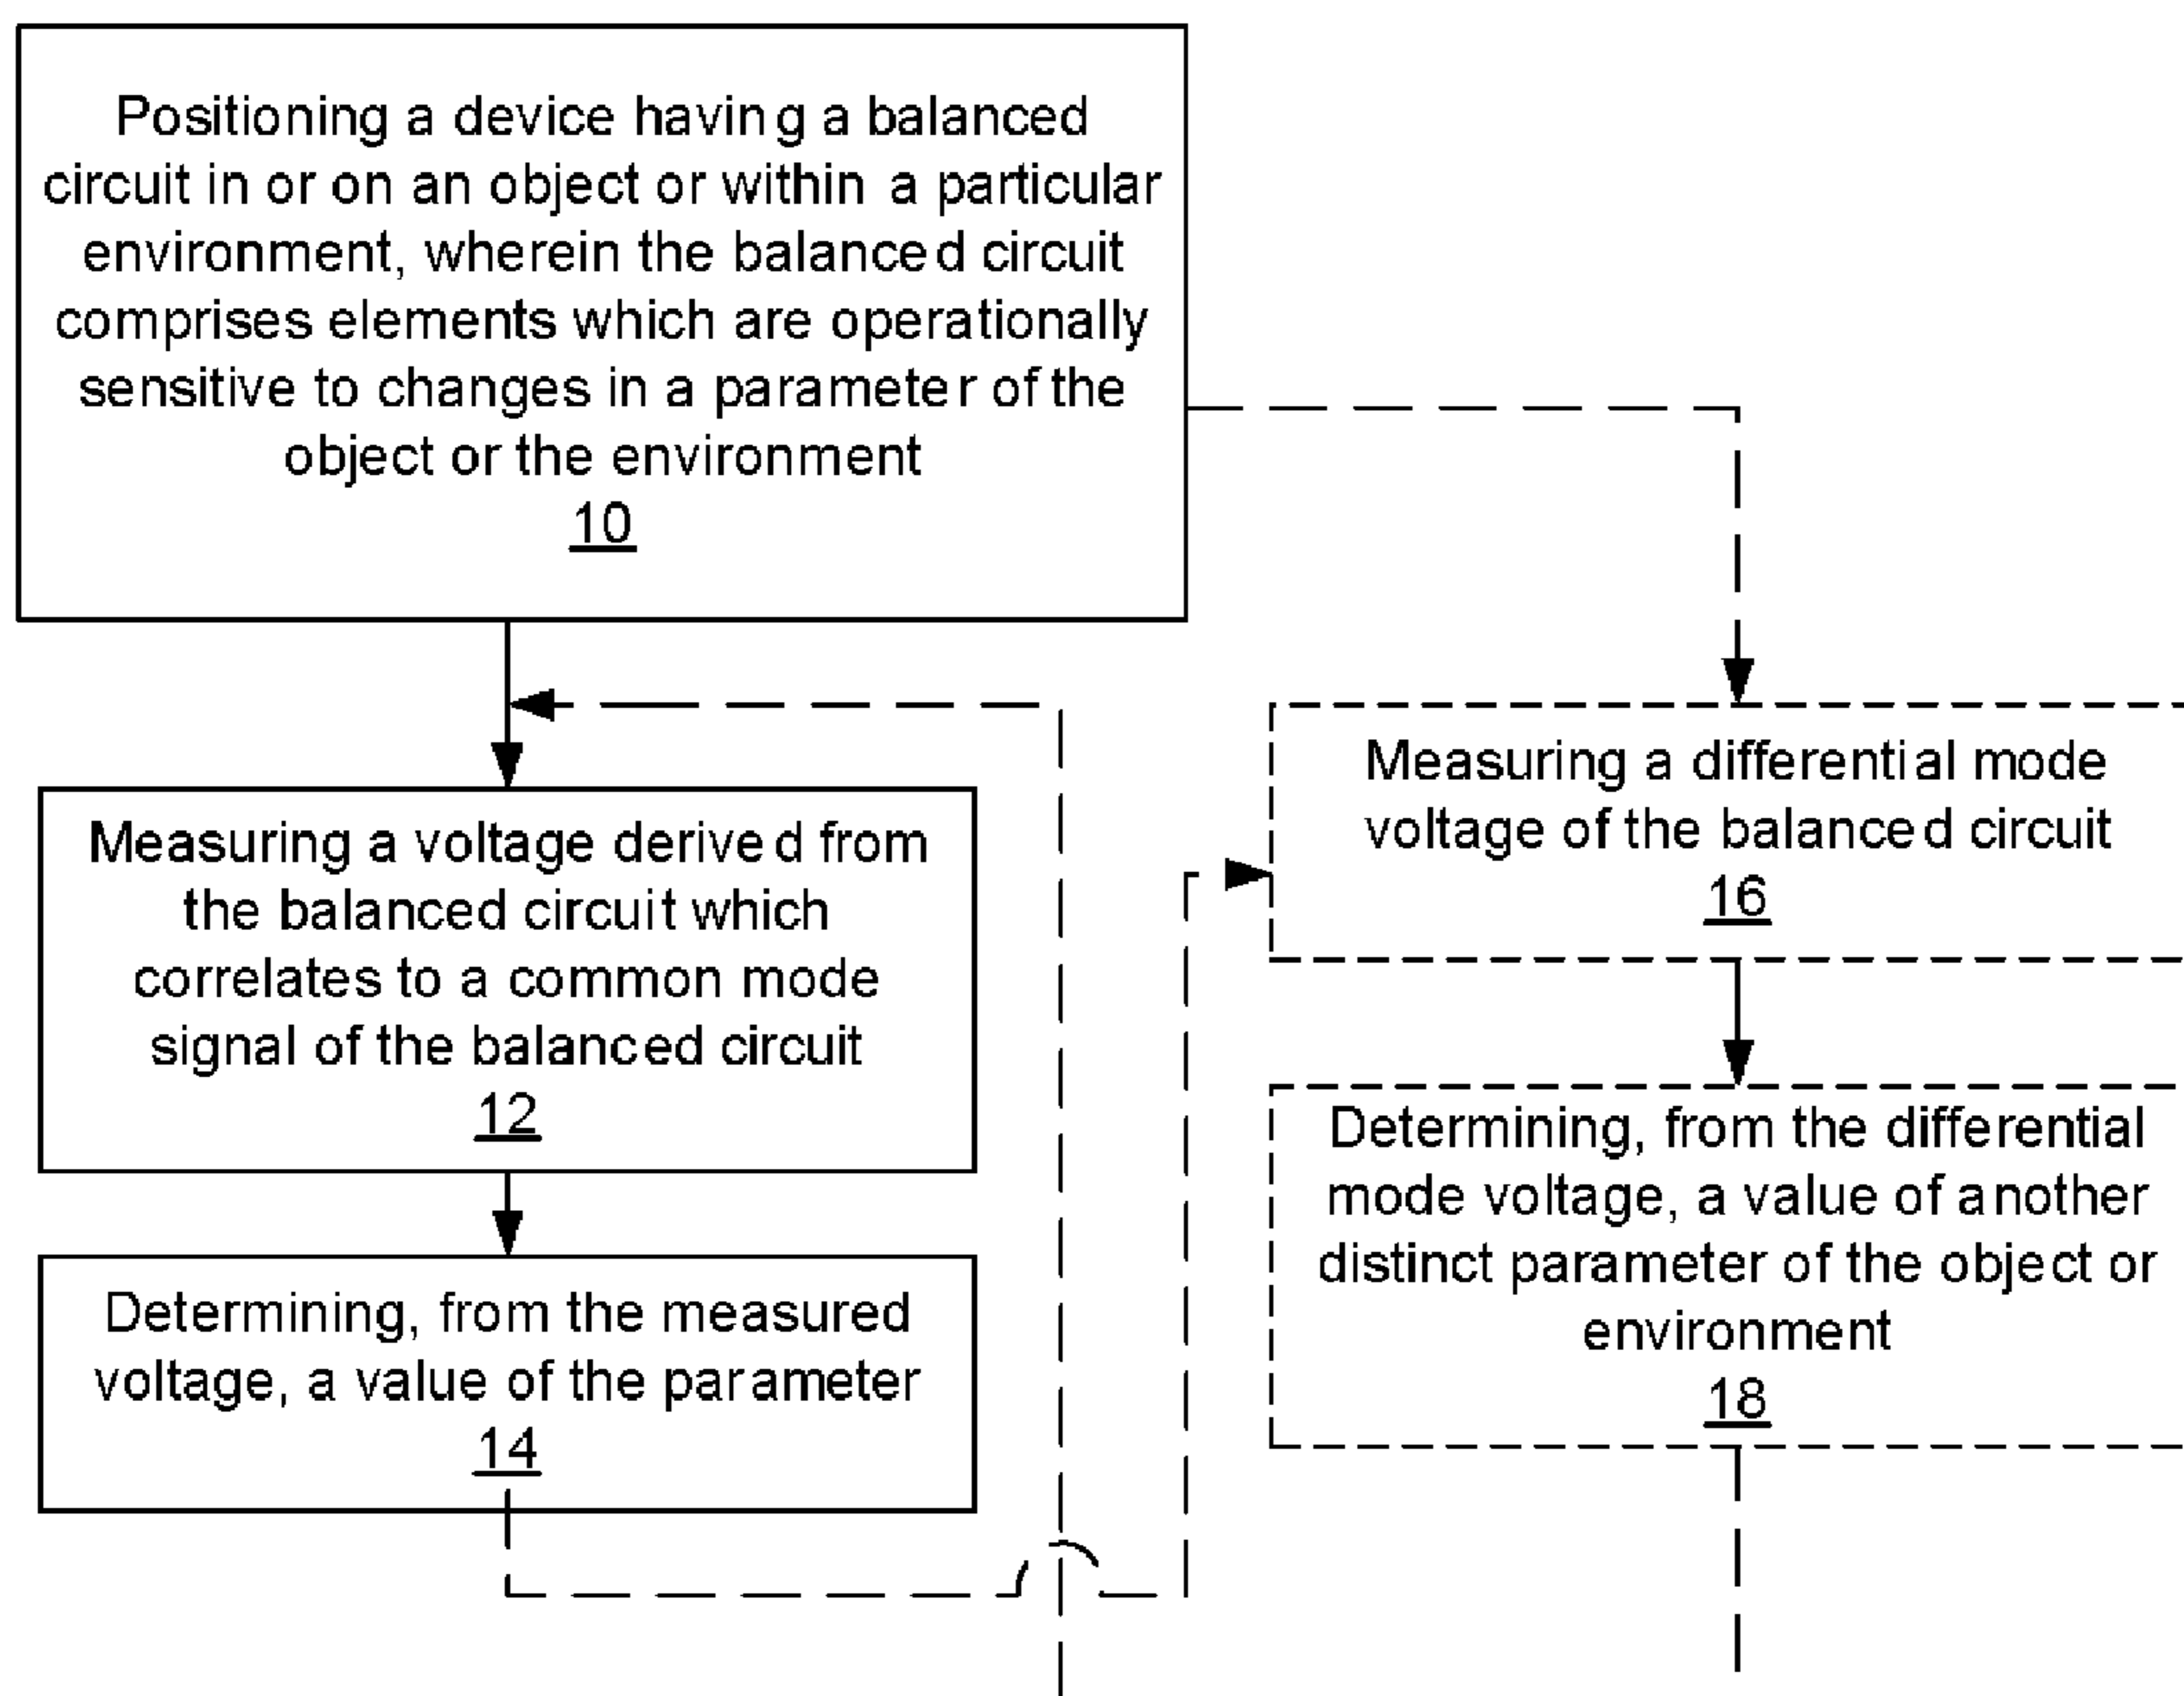 Positioning a device having a balanced
circuit in or on an object or within a particular
environment, wherein the balanced circuit
comprises elements which are operationally
sensitive to changes in a parameter of the
object or the environment
10
Measuring a voltage derived from
the balanced circuit which
correlates to a common mode
signal of the balanced circuit
12
Determining, from the measured
voltage, a value of the parameter
14
Measuring a differential mode
voltage of the balanced circuit
16
Determining, from the differential
mode voltage, a value of another
distinct parameter of the object or
environment
18